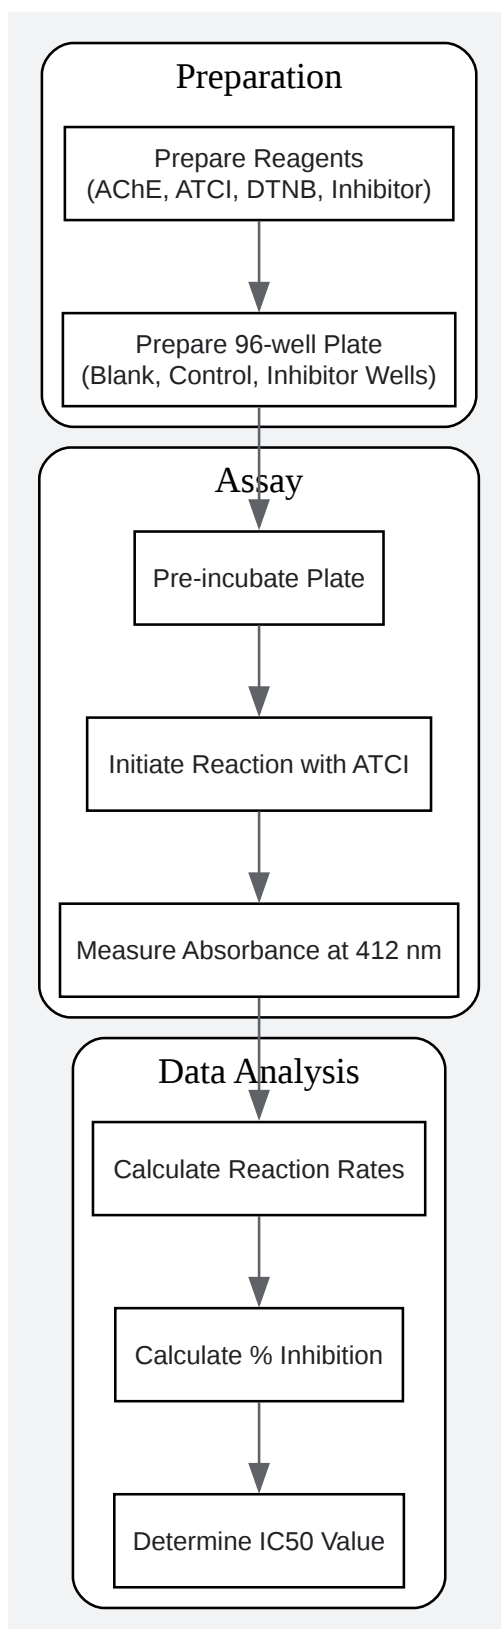 Preparation
Prepare Reagents
(AChE, ATCI, DTNB, Inhibitor)
Prepare 96-well Plate
(Blank, Control, Inhibitor Wells)
Assay
Pre-incubate Plate
Initiate Reaction with ATCI
Measure Absorbance at 412 nm
Data Analysis
Calculate Reaction Rates
Calculate % Inhibition
Determine IC50 Value